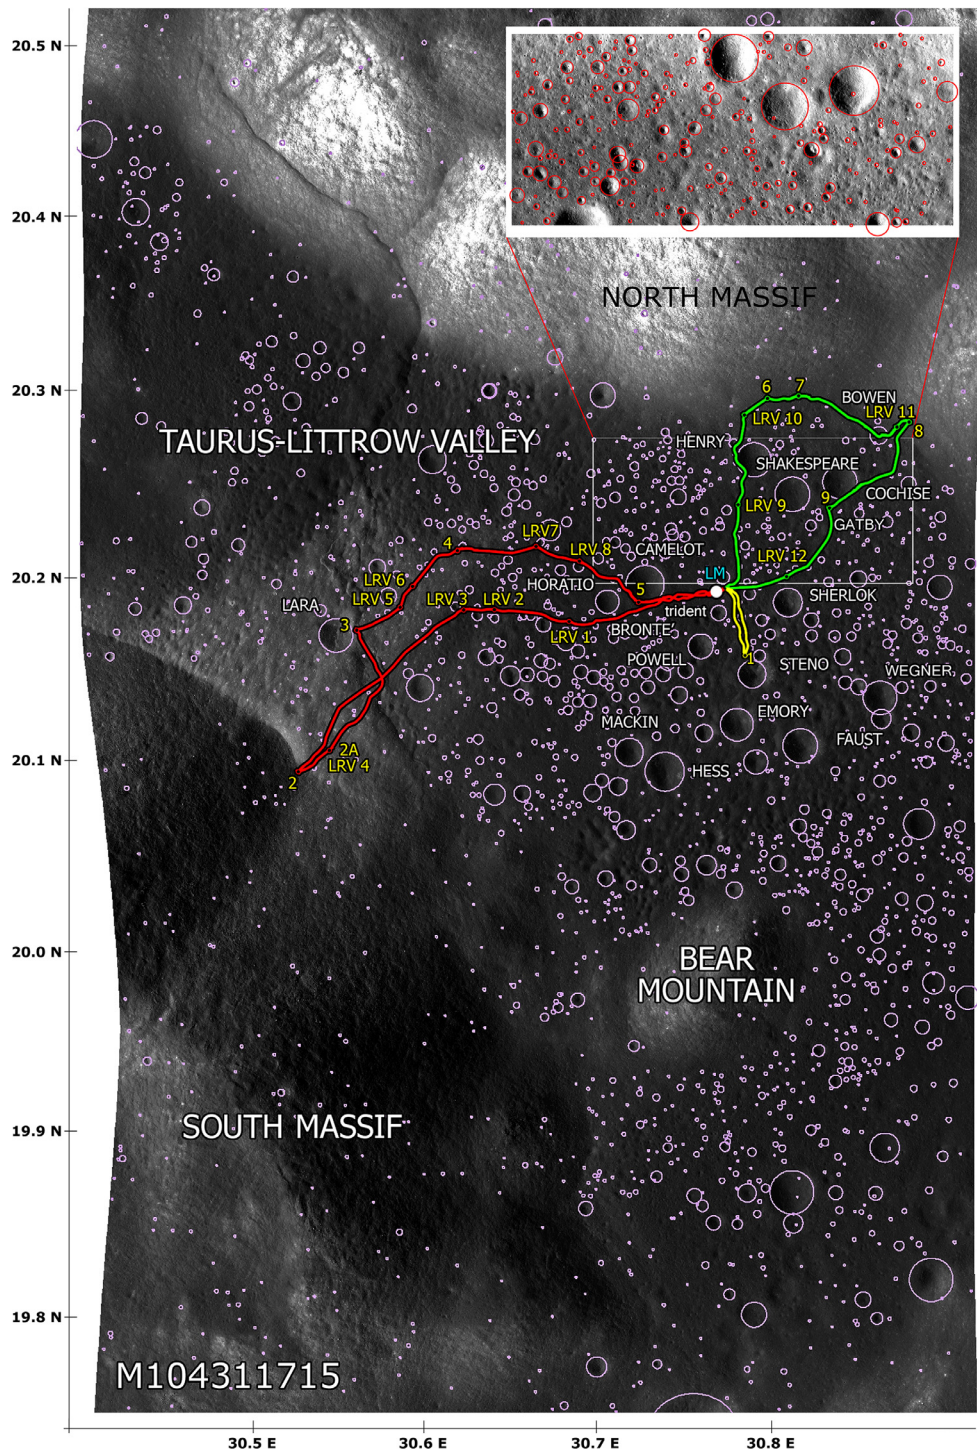 20.5 N
20.4 N
NORTH MASSIF
20.3 N
6
7
BOWEN
LRV 11
LRV 10
8
TAURUS-LITTROW VALLEY
HENRY
SHAKESPEARE
COCHISE
9
LRV 9
GATBY
LRV7
4
LRV 8
CAMELOT
LRV 12
20.2 N
LRV 6
HORATIO
LM
LRV 5
LRV 3
LRV 2
5
SHERLOK
LARA
trident
3
LRV 1
BRONTE
POWELL
1
STENO
WEGNER
MACKIN
EMORY
FAUST
2A
20.1 N
LRV 4
HESS
2
20.0 N
BEAR
MOUNTAIN
19.9 N
SOUTH MASSIF
19.8 N
M104311715
30.5 E
30.6 E
30.7 E
30.8 E